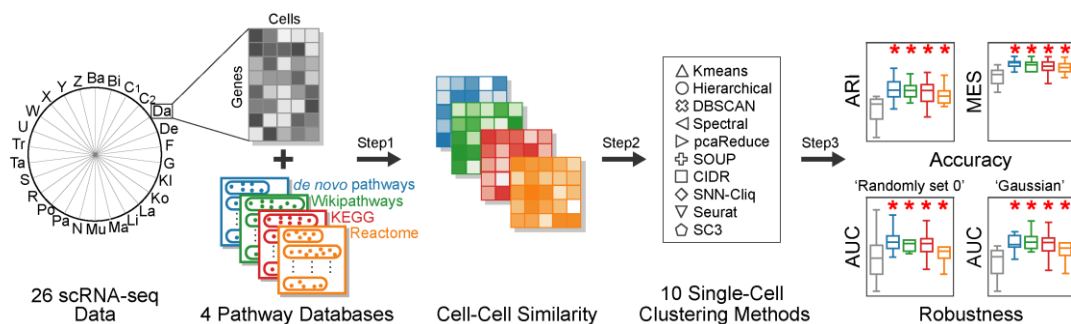 Cells
Genes
Ba
Bi
C1
C2
Da
De
F
G
Kl
Ko
La
Li
Ma
Mu
N
Pa
Po
R
S
Ta
Tr
U
W
X
Y
Z
+
26 scRNA-seq
Data
de novo pathways
Wikipathways
KEGG
Reactome
4 Pathway Databases
Step1
Cell-Cell Similarity
Step2
Kmeans
Hierarchical
DBSCAN
Spectral
pcaReduce
SOUP
CIDR
SNN-Cliq
Seurat
SC3
10 Single-Cell
Clustering Methods
Step3
ARI
* * * *
MES
* * * *
Accuracy
'Randomly set 0'
AUC
* * * *
'Gaussian'
AUC
* * * *
Robustness